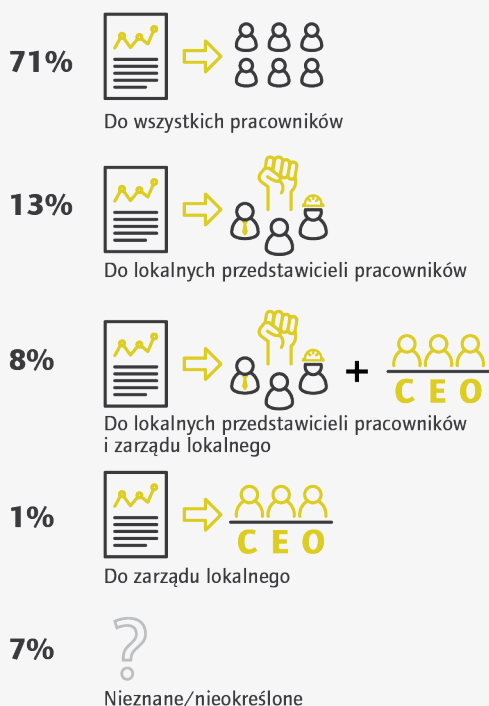 71%
Do wszystkich pracowników
13%
Do lokalnych przedstawicieli pracowników
8%
+
CEO
Do lokalnych przedstawicieli pracowników
i zarządu lokalnego
1%
CEO
Do zarządu lokalnego
7%
?
Nieznane/nieokreślone